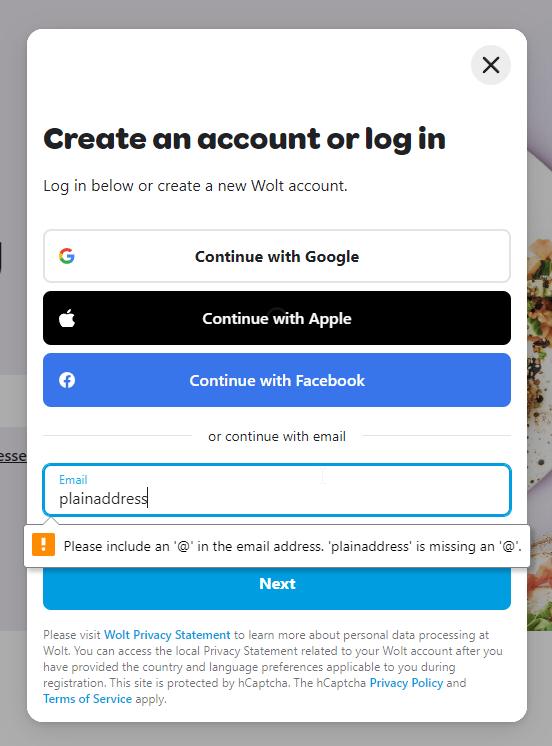 Create an account or log in
Log in below or create a new Wolt account.
Continue with Google
Continue with Apple
Continue with Facebook
or continue with email
esse
Email
plainaddress
Please include an '@' in the email address. 'plainaddress' is missing an '@'.
Next
Please visit Wolt Privacy Statement to learn more about personal data processing at
Wolt. You can access the local Privacy Statement related to your Wolt account after you
have provided the country and language preferences applicable to you during
registration. This site is protected by hCaptcha. The hCaptcha Privacy Policy and
Terms of Service apply.